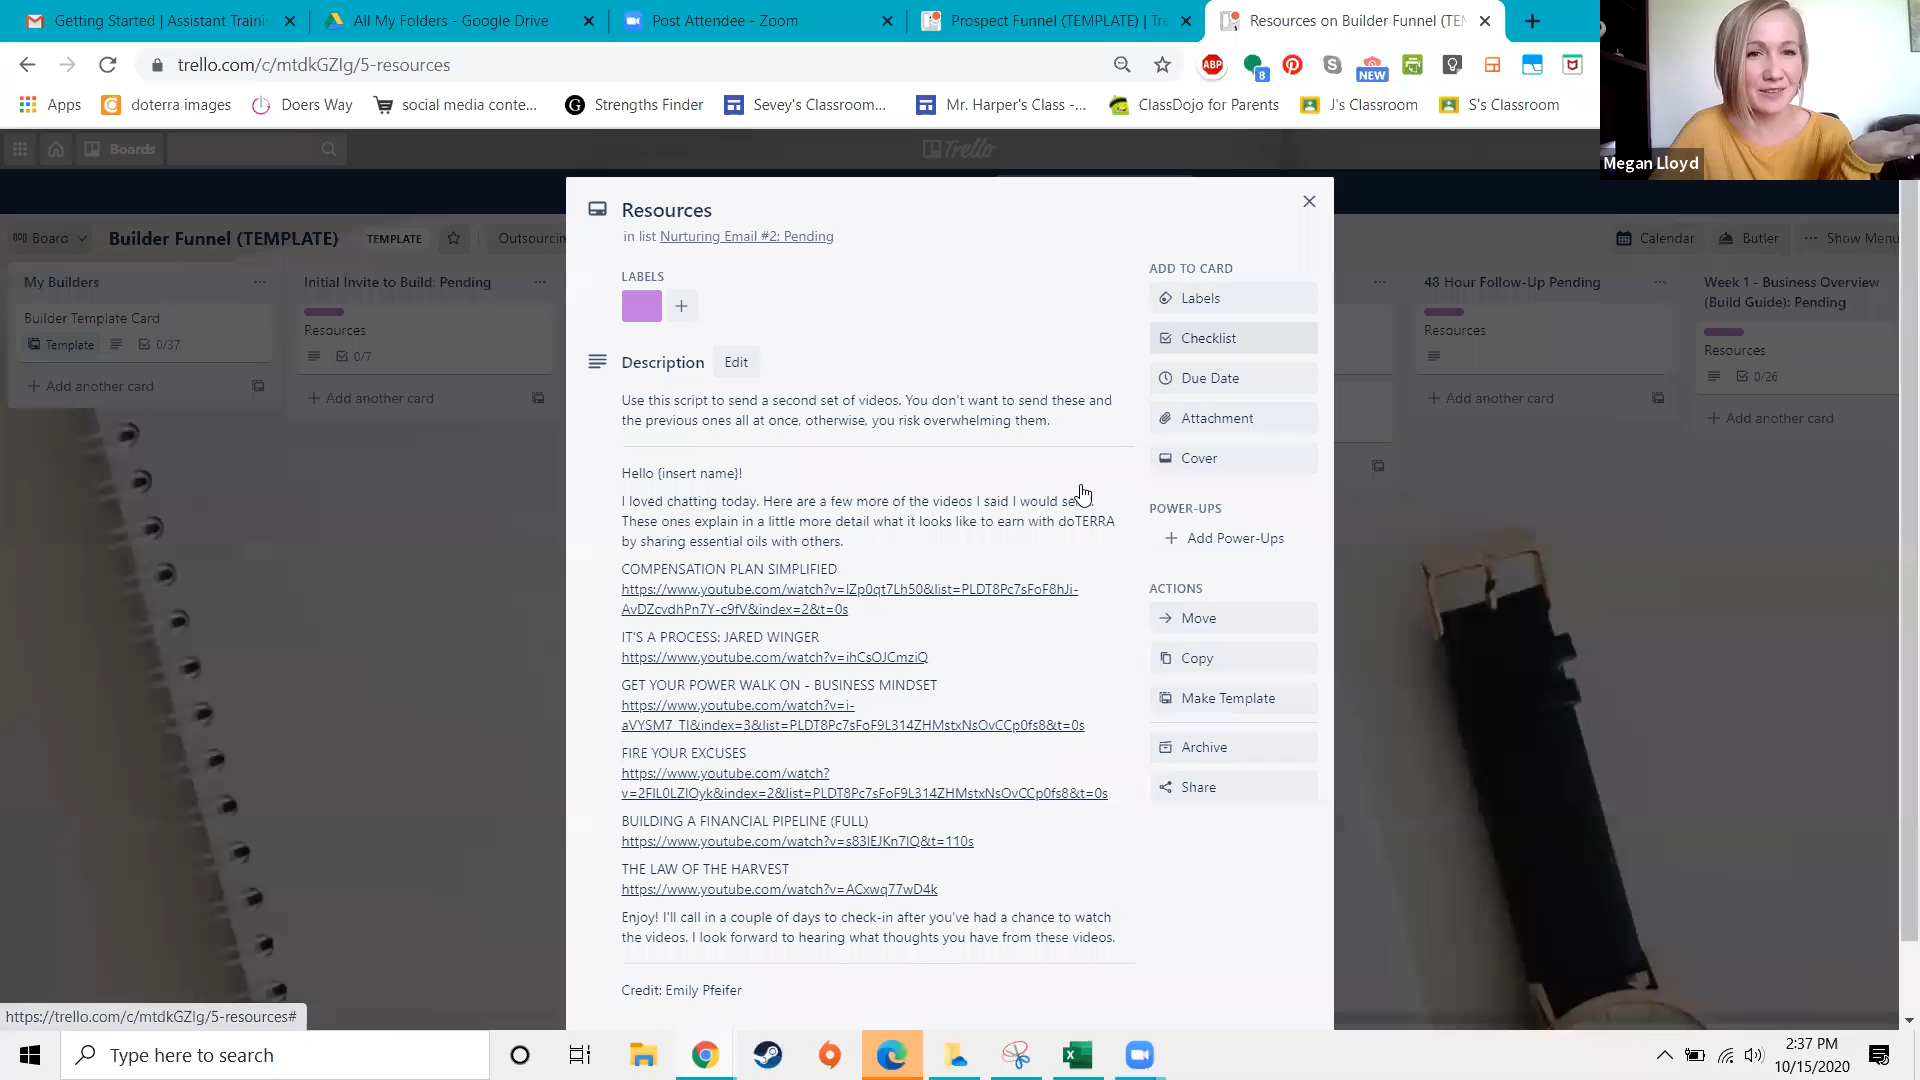 Getting Started | Assistant Traini
All My Folders - Google Drive
Post Attendee - Zoom
Prospect Funnel (TEMPLATE) | Tre
Resources on Builder Funnel (TEM
trello.com/c/mtdkGZIg/5-resources
ABP
8
NEW
Apps
doterra images
Doers Way
social media conte...
Strengths Finder
Sevey's Classroom...
Mr. Harper's Class -...
ClassDojo for Parents
J's Classroom
S's Classroom
Megan Lloyd
Boards
Trello
Board
Builder Funnel (TEMPLATE)
TEMPLATE
Outsourcin
Calendar
Butler
Show Menu
My Builders
Builder Template Card
Template
0/37
Add another card
Initial Invite to Build: Pending
Resources
0/7
Add another card
Resources
in list Nurturing Email #2: Pending
LABELS
Description
Edit
Use this script to send a second set of videos. You don't want to send these and
the previous ones all at once, otherwise, you risk overwhelming them.
Hello {insert name}!
I loved chatting today. Here are a few more of the videos I said I would
These ones explain in a little more detail what it looks like to earn with doTERRA
by sharing essential oils with others.
COMPENSATION PLAN SIMPLIFIED
https://www.youtube.com/watch?v=IZp0qt7Lh50&list=PLDT8Pc7sFoF8hJi-
AvDZcvdhPn7Y-c9fV&index=2&t=0s
IT'S A PROCESS: JARED WINGER
https://www.youtube.com/watch?v=ihCsOJCmziQ
GET YOUR POWER WALK ON - BUSINESS MINDSET
https://www.youtube.com/watch?v=i-
aVYSM7_TI&index=3&list=PLDT8Pc7sFoF9L314ZHMstxNsOvCCp0fs8&t=0s
FIRE YOUR EXCUSES
https://www.youtube.com/watch?
v=2FIL0LZIOyk&index=2&list=PLDT8Pc7sFoF9L314ZHMstxNsOvCCp0fs8&t=0s
BUILDING A FINANCIAL PIPELINE (FULL)
https://www.youtube.com/watch?v=s83lEJKn7lQ&t=110s
THE LAW OF THE HARVEST
https://www.youtube.com/watch?v=ACxwq77wD4k
Enjoy! I'll call in a couple of days to check-in after you've had a chance to watch
the videos. I look forward to hearing what thoughts you have from these videos.
Credit: Emily Pfeifer
ADD TO CARD
Labels
Checklist
Due Date
Attachment
Cover
POWER-UPS
Add Power-Ups
ACTIONS
Move
Copy
Make Template
Archive
Share
48 Hour Follow-Up Pending
Resources
Add another card
Week 1 - Business Overview
(Build Guide): Pending
Resources
0/26
Add another card
https://trello.com/c/mtdkGZIg/5-resources#
Type here to search
2:37 PM
10/15/2020